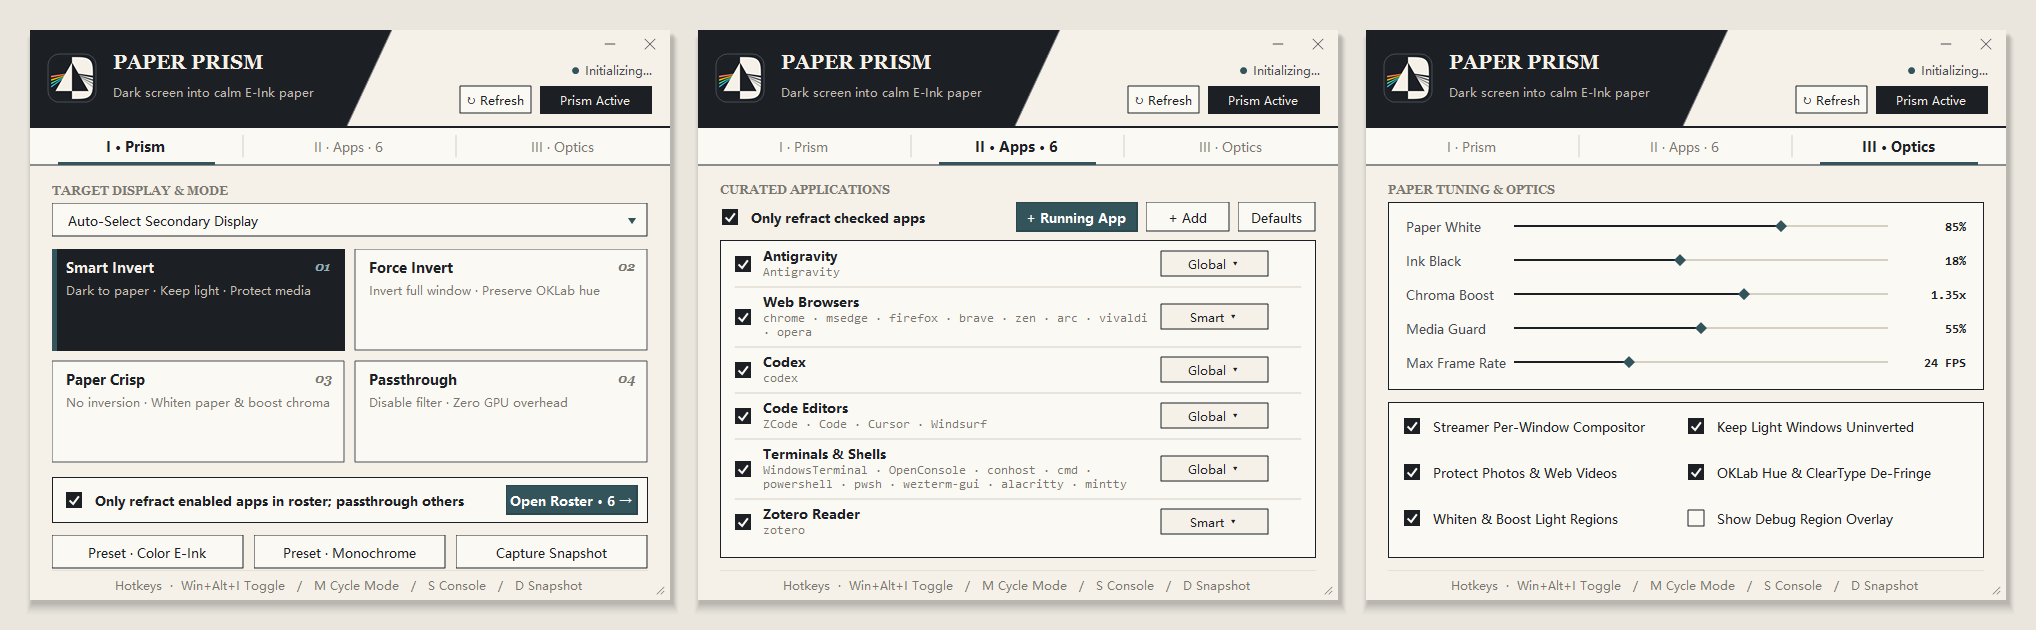 PAPER PRISM
Dark screen into calm E-Ink paper
● Initializing...
↻ Refresh
Prism Active
I • Prism
II · Apps · 6
III · Optics
TARGET DISPLAY & MODE
Auto-Select Secondary Display
Smart Invert 01
Dark to paper · Keep light · Protect media
Force Invert 02
Invert full window · Preserve OKLab hue
Paper Crisp 03
No inversion · Whiten paper & boost chroma
Passthrough 04
Disable filter · Zero GPU overhead
Only refract enabled apps in roster; passthrough others
Open Roster • 6 →
Preset · Color E-Ink
Preset · Monochrome
Capture Snapshot
Hotkeys · Win+Alt+I Toggle / M Cycle Mode / S Console / D Snapshot
PAPER PRISM
Dark screen into calm E-Ink paper
● Initializing...
↻ Refresh
Prism Active
I · Prism
II • Apps • 6
III · Optics
CURATED APPLICATIONS
Only refract checked apps
+ Running App
+ Add
Defaults
Antigravity
Antigravity
Global
Web Browsers
chrome · msedge · firefox · brave · zen · arc · vivaldi
· opera
Smart
Codex
codex
Global
Code Editors
ZCode · Code · Cursor · Windsurf
Global
Terminals & Shells
WindowsTerminal · OpenConsole · conhost · cmd ·
powershell · pwsh · wezterm-gui · alacritty · mintty
Global
Zotero Reader
zotero
Smart
Hotkeys · Win+Alt+I Toggle / M Cycle Mode / S Console / D Snapshot
PAPER PRISM
Dark screen into calm E-Ink paper
● Initializing...
↻ Refresh
Prism Active
I · Prism
II · Apps · 6
III • Optics
PAPER TUNING & OPTICS
Paper White 85%
Ink Black 18%
Chroma Boost 1.35x
Media Guard 55%
Max Frame Rate 24 FPS
Streamer Per-Window Compositor
Keep Light Windows Uninverted
Protect Photos & Web Videos
OKLab Hue & ClearType De-Fringe
Whiten & Boost Light Regions
Show Debug Region Overlay
Hotkeys · Win+Alt+I Toggle / M Cycle Mode / S Console / D Snapshot